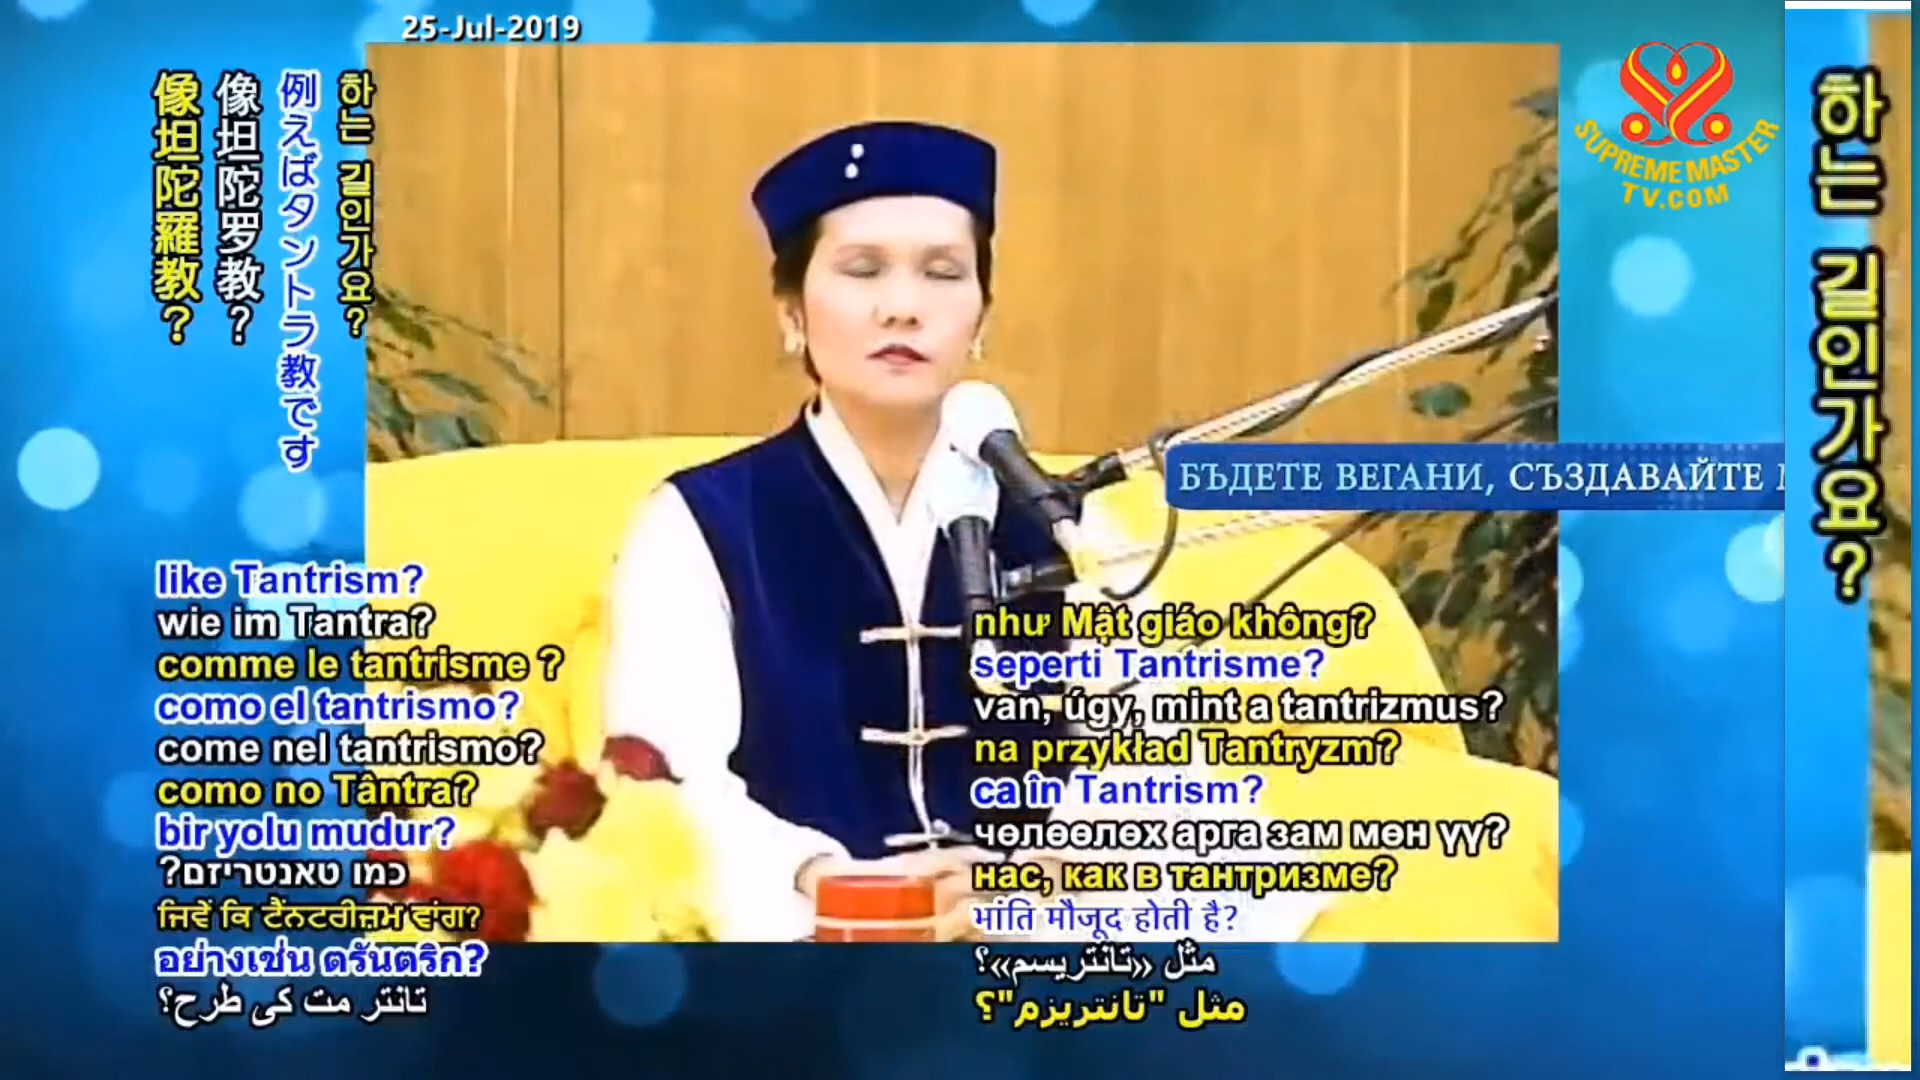 25-Jul-2019
하는 길인가요?
例えばタントラ教です
像坦陀罗教?
像坦陀羅教?
SUPREME MASTER
TV.COM
하는 길인가요?
БЪДЕТЕ ВЕГАНИ, СЪЗДАВАЙТЕ
like Tantrism?
wie im Tantra?
comme le tantrisme ?
como el tantrismo?
come nel tantrismo?
como no Tântra?
bir yolu mudur?
כמו טאנטריזם?
ਜਿਵੇਂ ਕਿ ਟੈਂਨਟਰੀਜ਼ਮ ਵਾਂਗ?
อย่างเช่น ตรันตริก?
تانتر مت کی طرح؟
như Mật giáo không?
seperti Tantrisme?
van, úgy, mint a tantrizmus?
na przykład Tantryzm?
ca în Tantrism?
чөлөөлөх арга зам мөн үү?
нас, как в тантризме?
भांति मौजूद होती है?
مثل «تانتریسم»؟
مثل "تانتريزم"؟